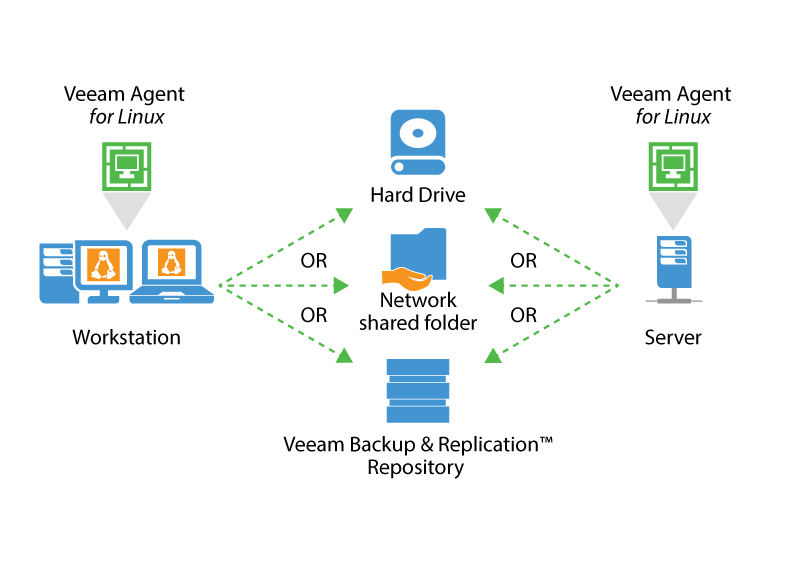 Veeam Agent
for Linux
Veeam Agent
for Linux
Hard Drive
OR
OR
Network
shared folder
OR
OR
Workstation
Server
Veeam Backup & Replication™
Repository